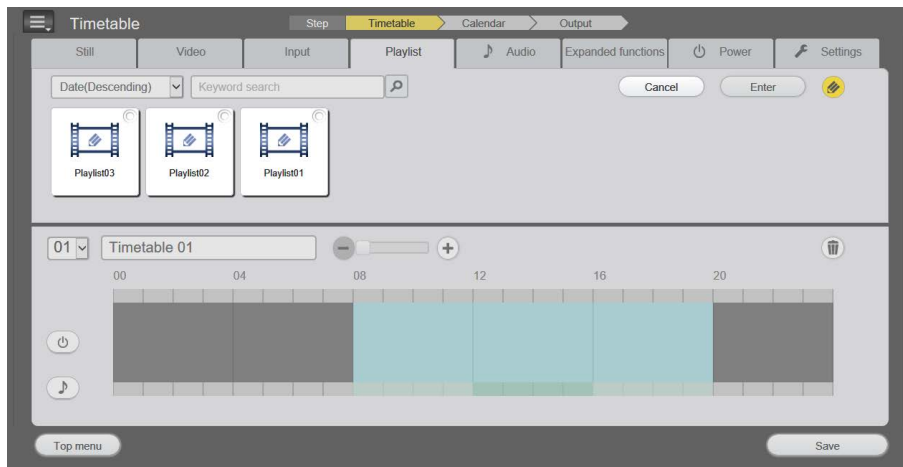 Timetable
Step Timetable Calendar Output
Still Video Input Playlist Audio Expanded functions Power Settings
Date(Descending) Keyword search Cancel Enter
Playlist03 Playlist02 Playlist01
01 Timetable 01
00 04 08 12 16 20
Top menu Save